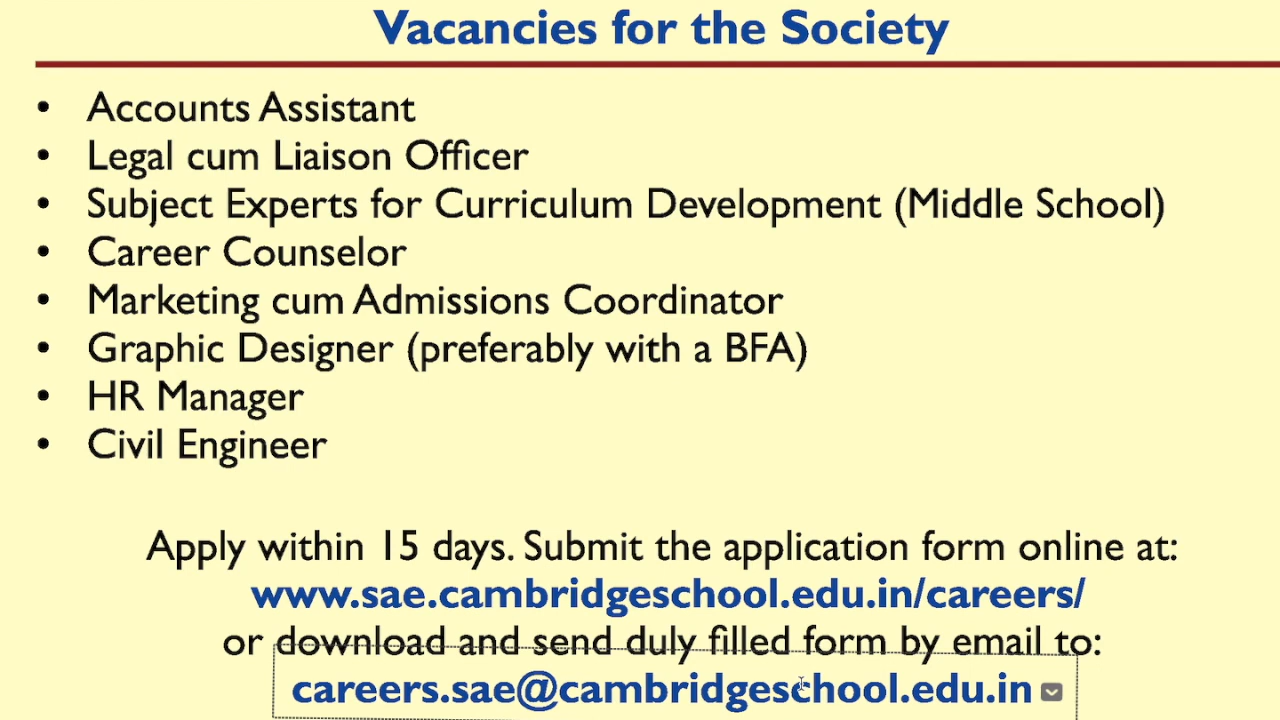 Vacancies for the Society
• Accounts Assistant
• Legal cum Liaison Officer
• Subject Experts for Curriculum Development (Middle School)
• Career Counselor
• Marketing cum Admissions Coordinator
• Graphic Designer (preferably with a BFA)
• HR Manager
• Civil Engineer
Apply within 15 days. Submit the application form online at:
www.sae.cambridgeschool.edu.in/careers/
or download and send duly filled form by email to:
careers.sae@cambridgeschool.edu.in